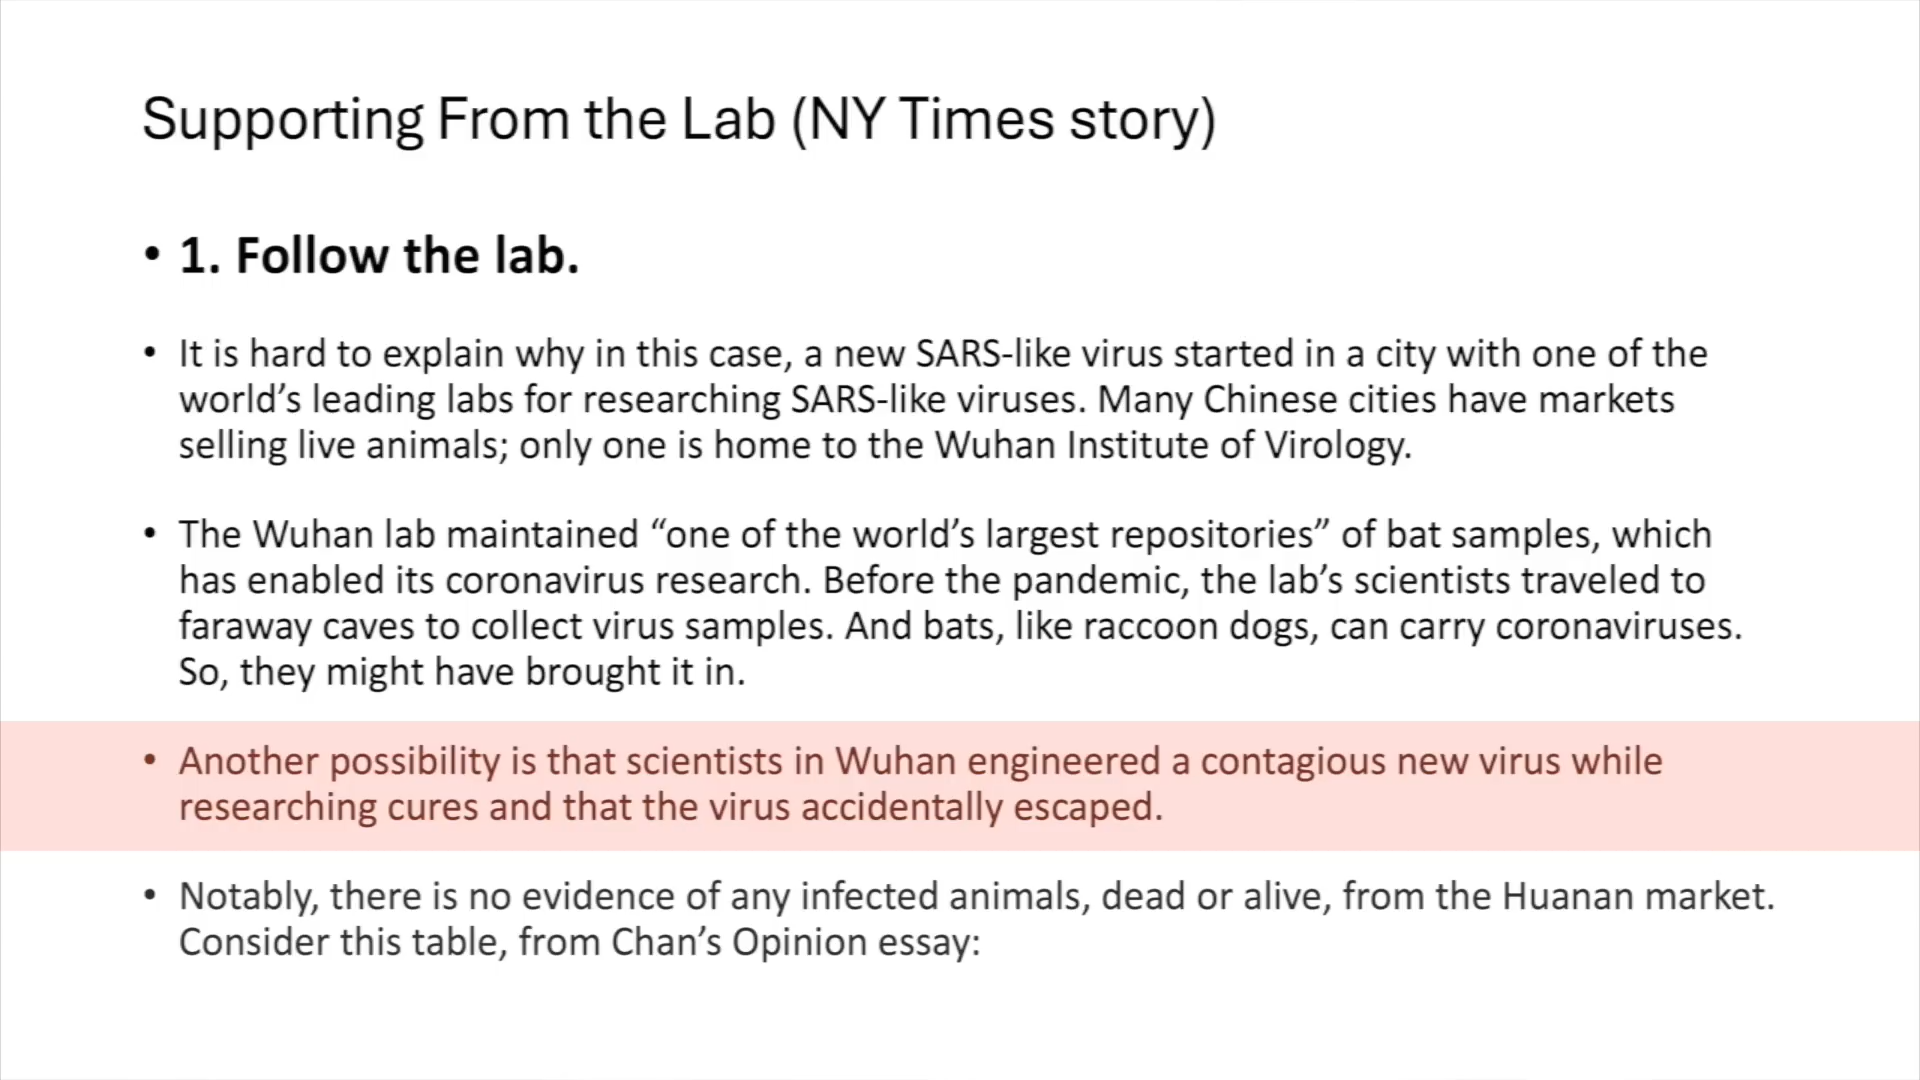 Supporting From the Lab (NY Times story)
• 1. Follow the lab.
• It is hard to explain why in this case, a new SARS-like virus started in a city with one of the
world’s leading labs for researching SARS-like viruses. Many Chinese cities have markets
selling live animals; only one is home to the Wuhan Institute of Virology.
• The Wuhan lab maintained “one of the world’s largest repositories” of bat samples, which
has enabled its coronavirus research. Before the pandemic, the lab’s scientists traveled to
faraway caves to collect virus samples. And bats, like raccoon dogs, can carry coronaviruses.
So, they might have brought it in.
• Another possibility is that scientists in Wuhan engineered a contagious new virus while
researching cures and that the virus accidentally escaped.
• Notably, there is no evidence of any infected animals, dead or alive, from the Huanan market.
Consider this table, from Chan’s Opinion essay: